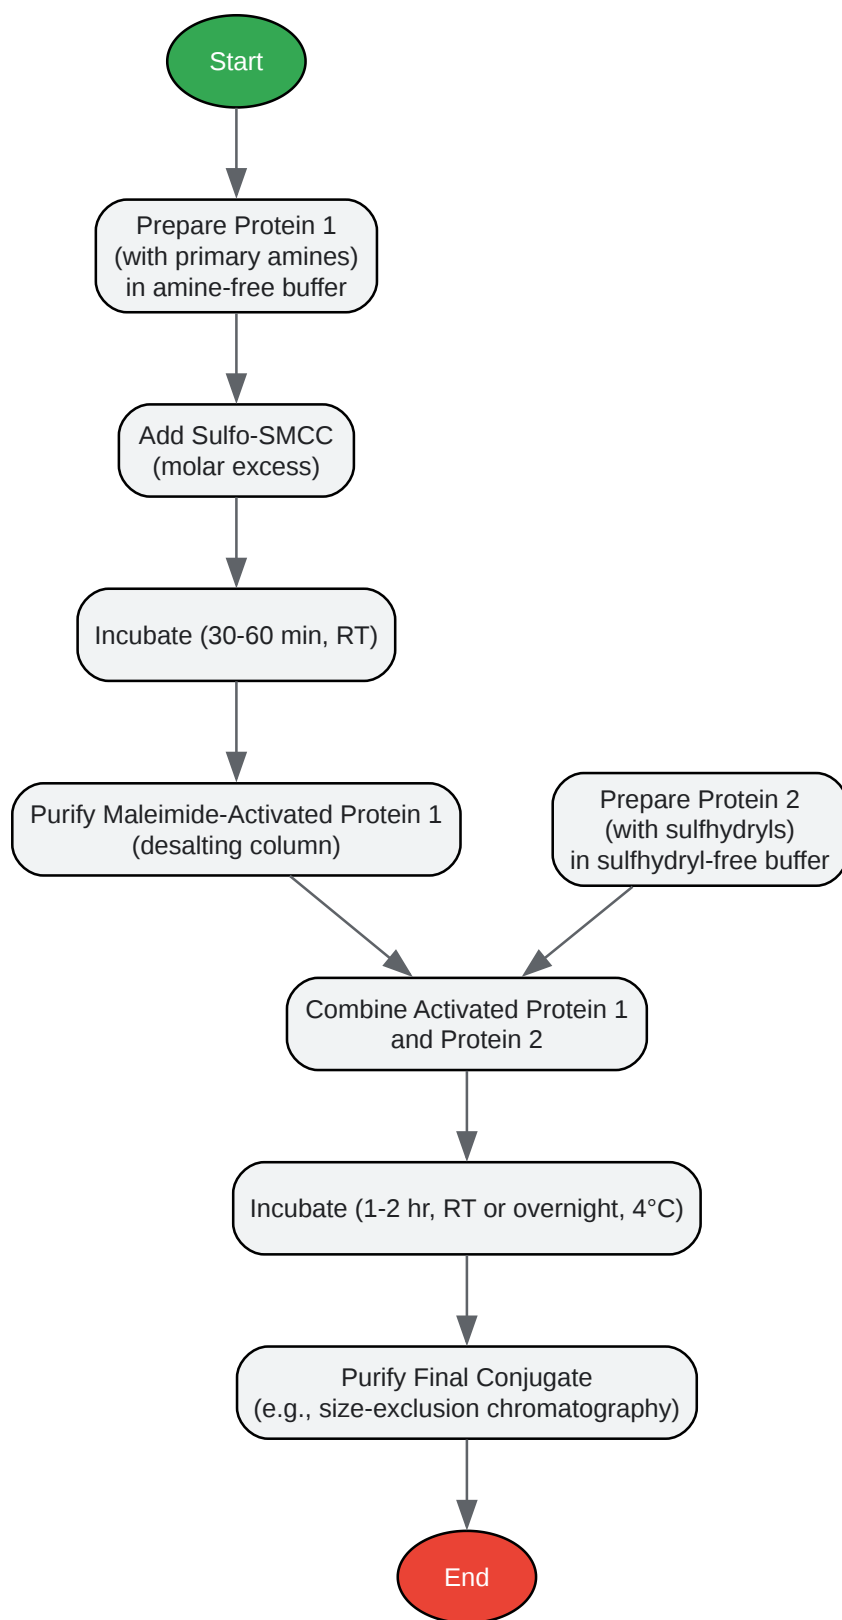 Start
Prepare Protein 1
(with primary amines)
in amine-free buffer
Add Sulfo-SMCC
(molar excess)
Incubate (30-60 min, RT)
Purify Maleimide-Activated Protein 1
(desalting column)
Prepare Protein 2
(with sulfhydryls)
in sulfhydryl-free buffer
Combine Activated Protein 1
and Protein 2
Incubate (1-2 hr, RT or overnight, 4°C)
Purify Final Conjugate
(e.g., size-exclusion chromatography)
End